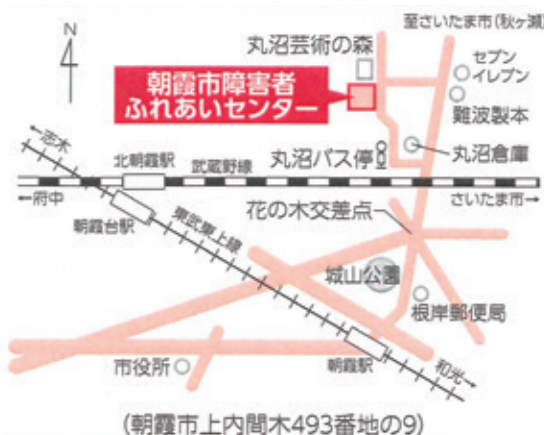 N
至さいたま市(秋ヶ瀬)
丸沼芸術の森
セブン
イレブン
朝霞市障害者
ふれあいセンター
難波製本
←志木
北朝霞駅
武蔵野線
丸沼バス停
丸沼倉庫
←府中
さいたま市→
朝霞台駅
東武東上線
花の木交差点
城山公園
根岸郵便局
市役所
朝霞駅
和光→
(朝霞市上内間木493番地の9)